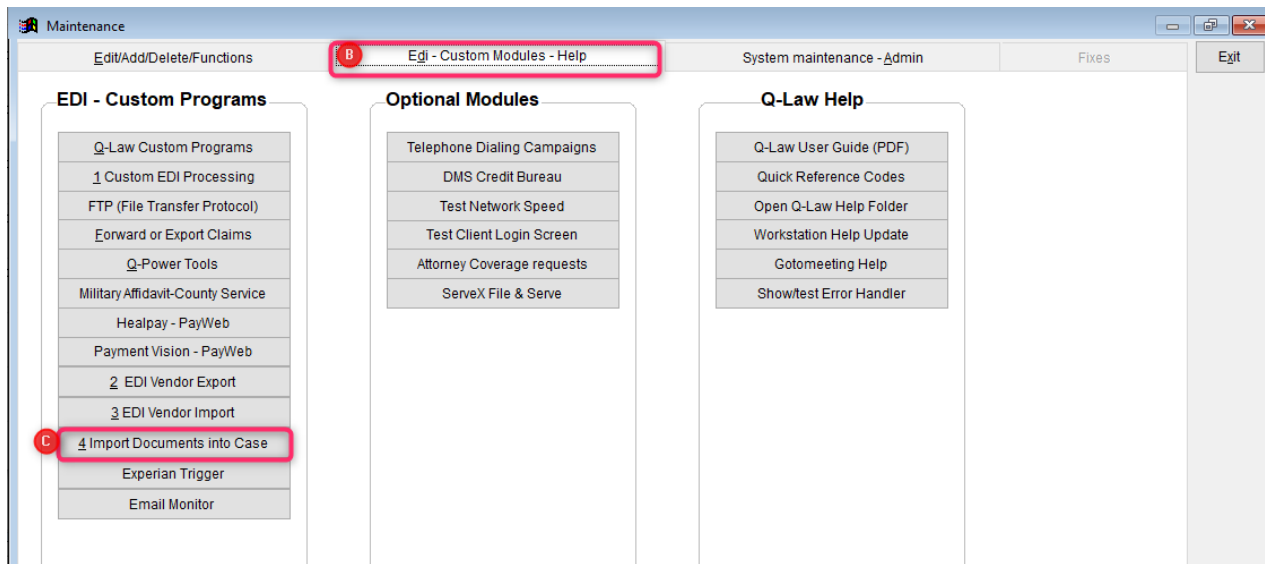 Maintenance
Edit/Add/Delete/Functions
B
Edi - Custom Modules - Help
System maintenance - Admin
Fixes
Exit
EDI - Custom Programs
Q-Law Custom Programs
1 Custom EDI Processing
FTP (File Transfer Protocol)
Forward or Export Claims
Q-Power Tools
Military Affidavit-County Service
Healpay - PayWeb
Payment Vision - PayWeb
2 EDI Vendor Export
3 EDI Vendor Import
C
4 Import Documents into Case
Experian Trigger
Email Monitor
Optional Modules
Telephone Dialing Campaigns
DMS Credit Bureau
Test Network Speed
Test Client Login Screen
Attorney Coverage requests
ServeX File & Serve
Q-Law Help
Q-Law User Guide (PDF)
Quick Reference Codes
Open Q-Law Help Folder
Workstation Help Update
Gotomeeting Help
Show/test Error Handler